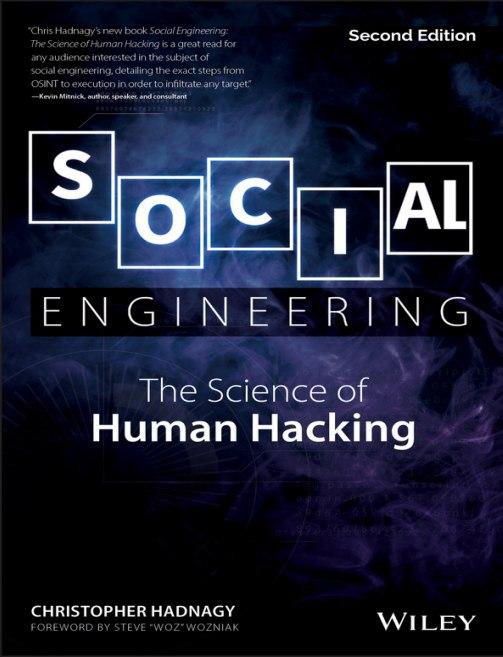 "Chris Hadnagy's new book Social Engineering:
The Science of Human Hacking is a great read for
any audience interested in the subject of
social engineering, detailing the exact steps from
OSINT to execution in order to infiltrate any target."
—Kevin Mitnick, author, speaker, and consultant
Second Edition
SOCIAL
ENGINEERING
The Science of
Human Hacking
CHRISTOPHER HADNAGY
FOREWORD BY STEVE "WOZ" WOZNIAK
WILEY